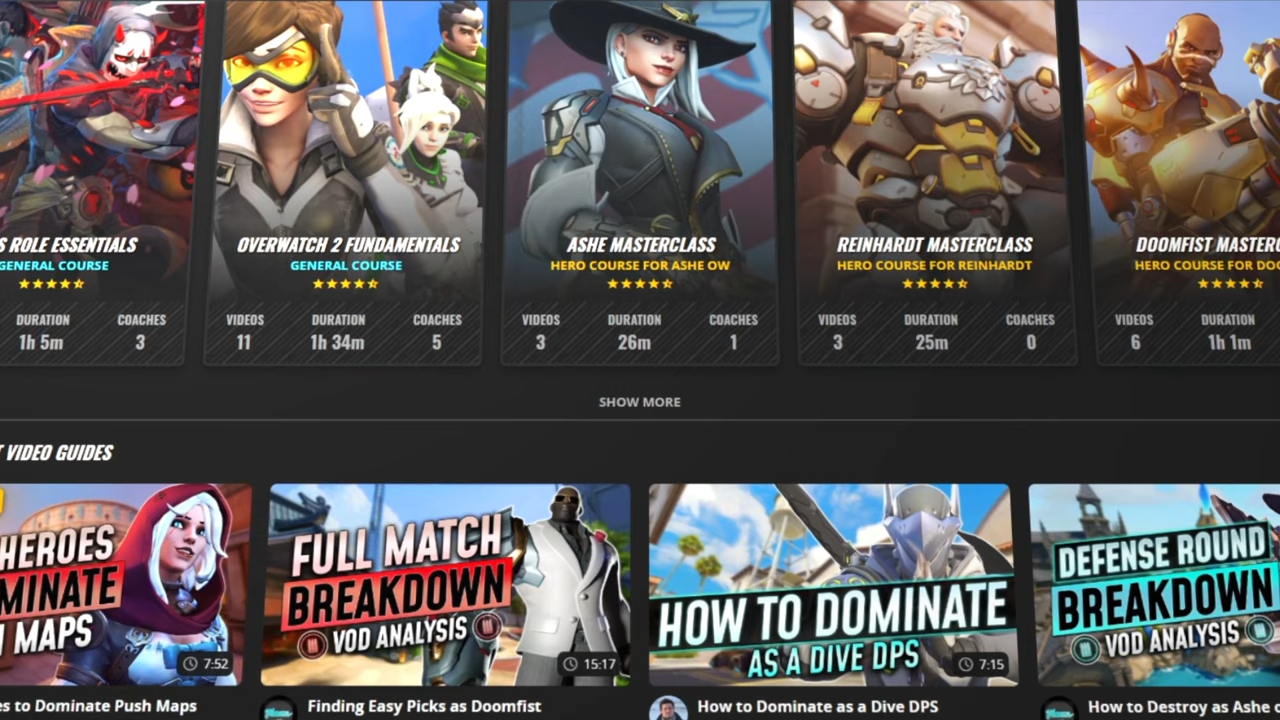 S ROLE ESSENTIALS
GENERAL COURSE
DURATION COACHES
1h 5m 3
OVERWATCH 2 FUNDAMENTALS
GENERAL COURSE
VIDEOS DURATION COACHES
11 1h 34m 5
ASHE MASTERCLASS
HERO COURSE FOR ASHE OW
VIDEOS DURATION COACHES
3 26m 1
REINHARDT MASTERCLASS
HERO COURSE FOR REINHARDT
VIDEOS DURATION COACHES
3 25m 0
DOOMFIST MASTERC
HERO COURSE FOR DOO
VIDEOS DURATION
6 1h 1m
SHOW MORE
T VIDEO GUIDES
HEROES
MINATE
MAPS
7:52
es to Dominate Push Maps
FULL MATCH
BREAKDOWN
VOD ANALYSIS
15:17
Finding Easy Picks as Doomfist
HOW TO DOMINATE
AS A DIVE DPS
7:15
How to Dominate as a Dive DPS
DEFENSE ROUND
BREAKDOWN
VOD ANALYSIS
How to Destroy as Ashe